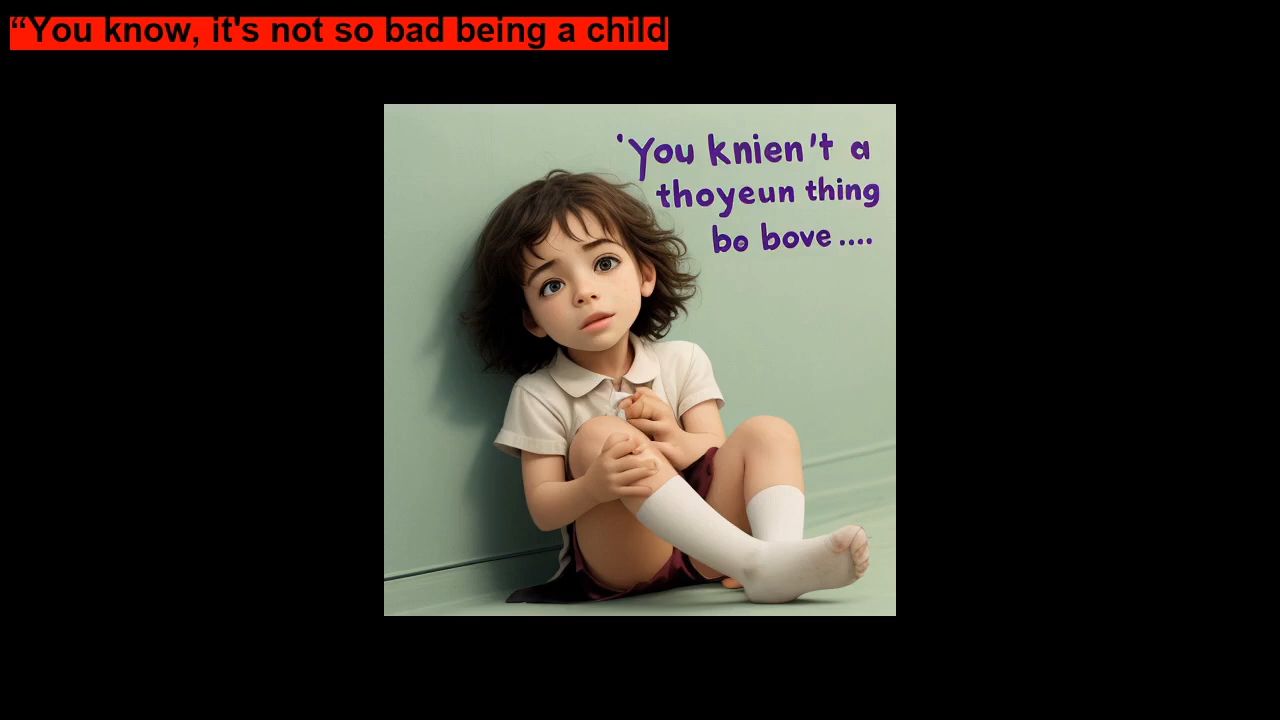 “You know, it's not so bad being a child
'You knien't a
thoyeun thing
bo bove ....